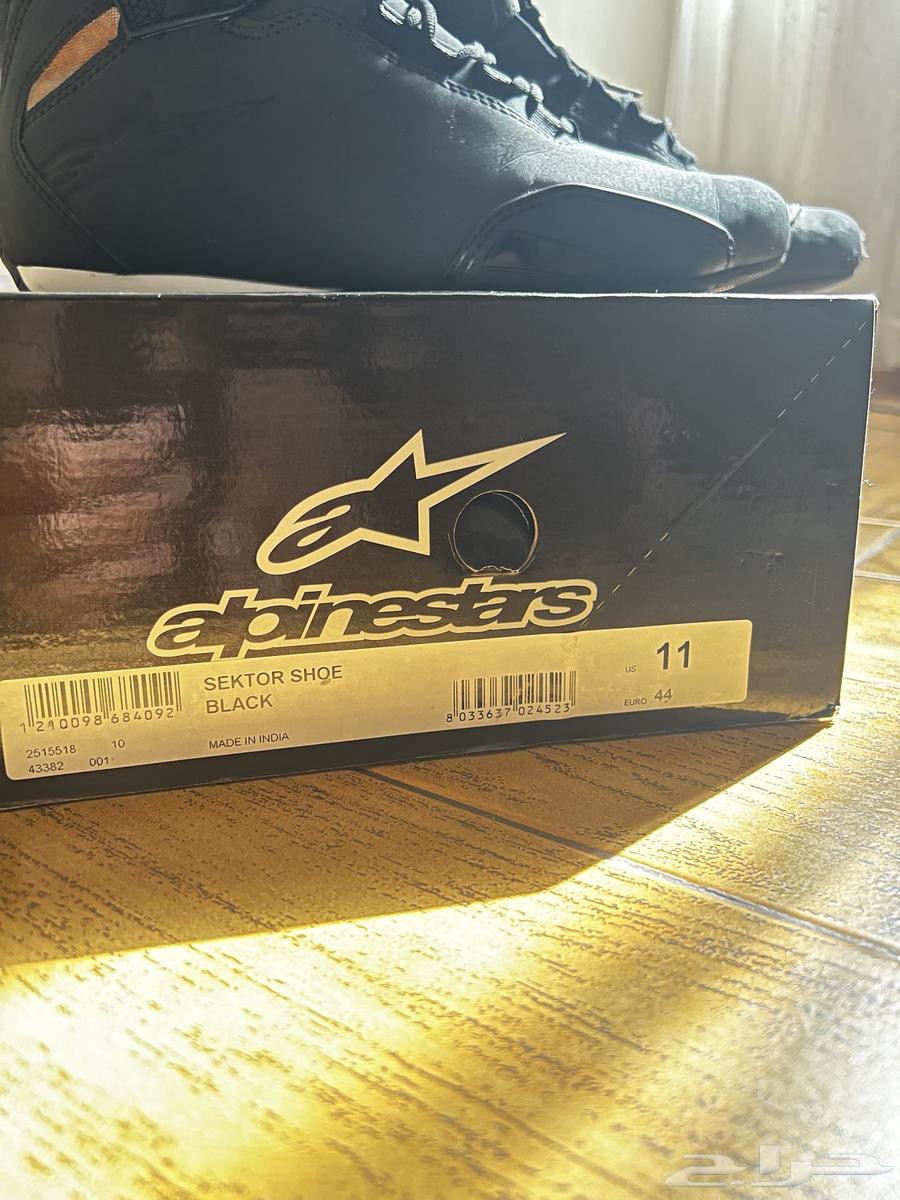 alpinestars
SEKTOR SHOE
BLACK
MADE IN INDIA
1 210098 684092
2515518 10
43382 001
8 033637 024523
US 11
EURO 44
حراج